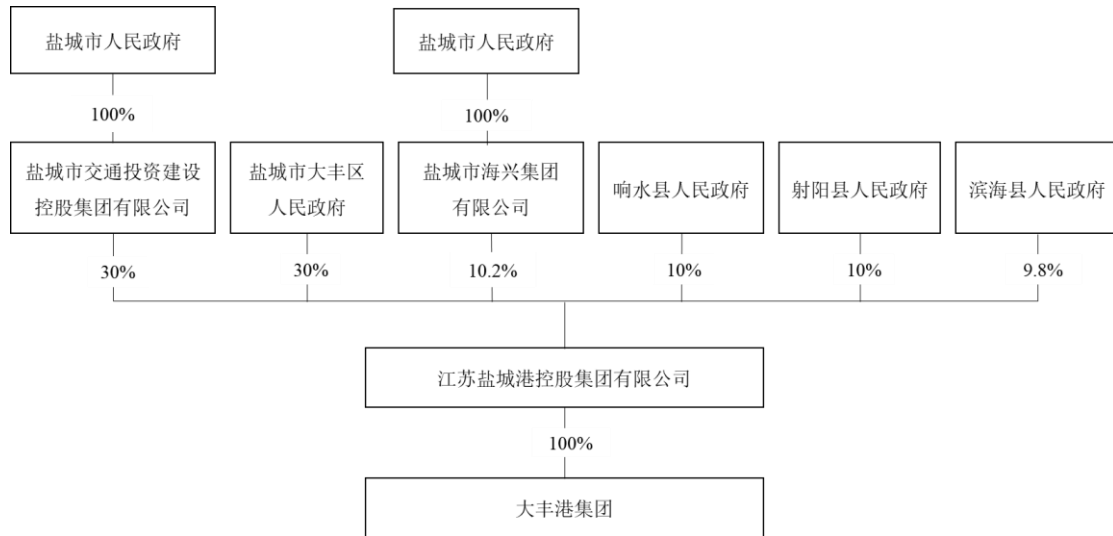 盐城市人民政府
盐城市人民政府
100%
100%
盐城市交通投资建设
控股集团有限公司
盐城市大丰区
人民政府
盐城市海兴集团
有限公司
响水县人民政府
射阳县人民政府
滨海县人民政府
30%
30%
10.2%
10%
10%
9.8%
江苏盐城港控股集团有限公司
100%
大丰港集团